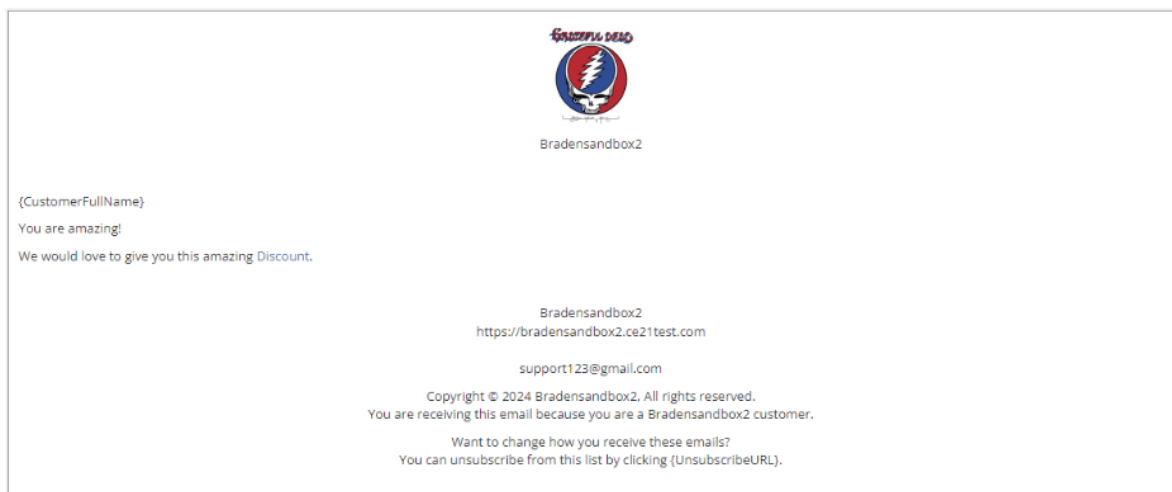 GRATEFUL DEAD
Bradensandbox2
{CustomerFullName}
You are amazing!
We would love to give you this amazing Discount.
Bradensandbox2
https://bradensandbox2.ce21test.com
support123@gmail.com
Copyright © 2024 Bradensandbox2, All rights reserved.
You are receiving this email because you are a Bradensandbox2 customer.
Want to change how you receive these emails?
You can unsubscribe from this list by clicking {UnsubscribeURL}.